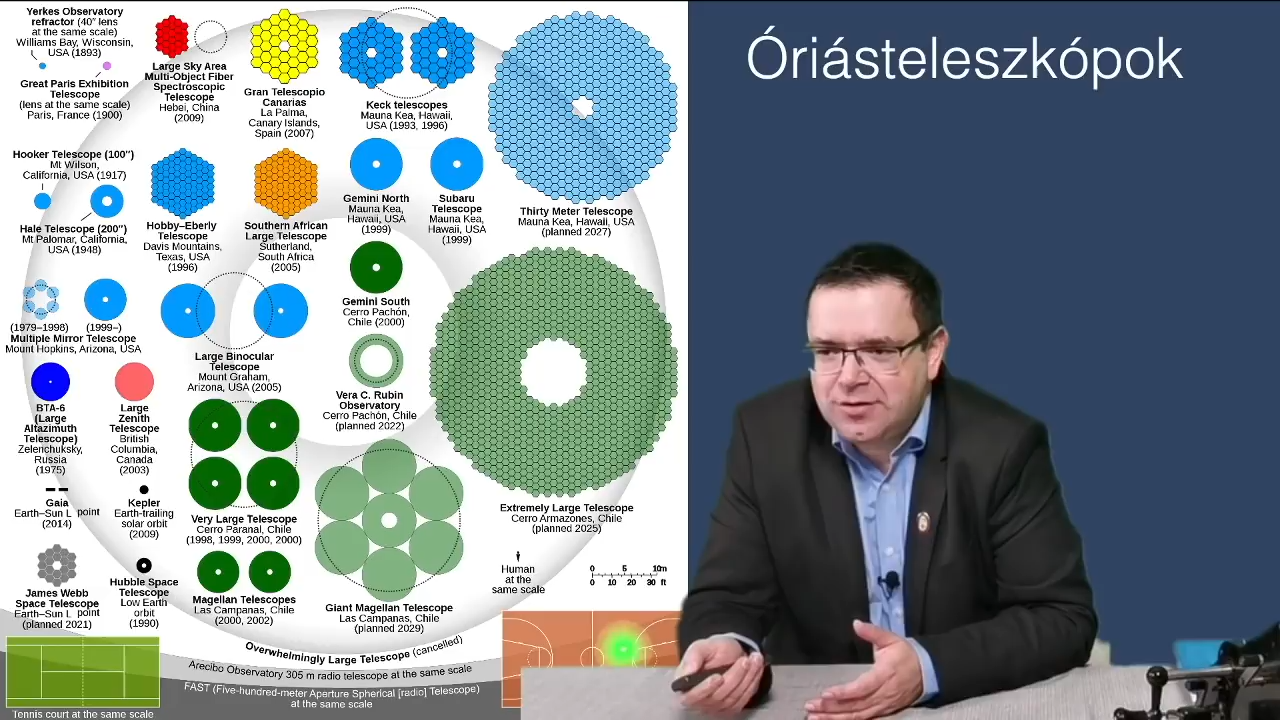 Óriásteleszkópok
Yerkes Observatory
refractor (40″ lens
at the same scale)
Williams Bay, Wisconsin,
USA (1893)
Great Paris Exhibition
Telescope
(lens at the same scale)
Paris, France (1900)
Large Sky Area
Multi-Object Fiber
Spectroscopic
Telescope
Hebei, China
(2009)
Gran Telescopio
Canarias
La Palma,
Canary Islands,
Spain (2007)
Keck telescopes
Mauna Kea, Hawaii,
USA (1993, 1996)
Thirty Meter Telescope
Mauna Kea, Hawaii, USA
(planned 2027)
Hooker Telescope (100″)
Mt Wilson,
California, USA (1917)
Hale Telescope (200″)
Mt Palomar, California,
USA (1948)
Hobby–Eberly
Telescope
Davis Mountains,
Texas, USA
(1996)
Southern African
Large Telescope
Sutherland,
South Africa
(2005)
Gemini North
Mauna Kea,
Hawaii, USA
(1999)
Subaru
Telescope
Mauna Kea,
Hawaii, USA
(1999)
Gemini South
Cerro Pachón,
Chile (2000)
(1979–1998) (1999–)
Multiple Mirror Telescope
Mount Hopkins, Arizona, USA
Large Binocular
Telescope
Mount Graham,
Arizona, USA (2005)
Vera C. Rubin
Observatory
Cerro Pachón, Chile
(planned 2022)
BTA-6
(Large
Altazimuth
Telescope)
Zelenchuksky,
Russia
(1975)
Large
Zenith
Telescope
British
Columbia,
Canada
(2003)
Gaia
Earth–Sun L point
(2014)
Kepler
Earth-trailing
solar orbit
(2009)
Very Large Telescope
Cerro Paranal, Chile
(1998, 1999, 2000, 2000)
Extremely Large Telescope
Cerro Armazones, Chile
(planned 2025)
James Webb
Space Telescope
Earth–Sun L point
(planned 2021)
Hubble Space
Telescope
Low Earth
orbit
(1990)
Magellan Telescopes
Las Campanas, Chile
(2000, 2002)
Giant Magellan Telescope
Las Campanas, Chile
(planned 2029)
Human
at the
same scale
0 5 10m
0 10 20 30 ft
Overwhelmingly Large Telescope (cancelled)
Arecibo Observatory 305 m radio telescope at the same scale
FAST (Five-hundred-meter Aperture Spherical [radio] Telescope)
at the same scale
Tennis court at the same scale